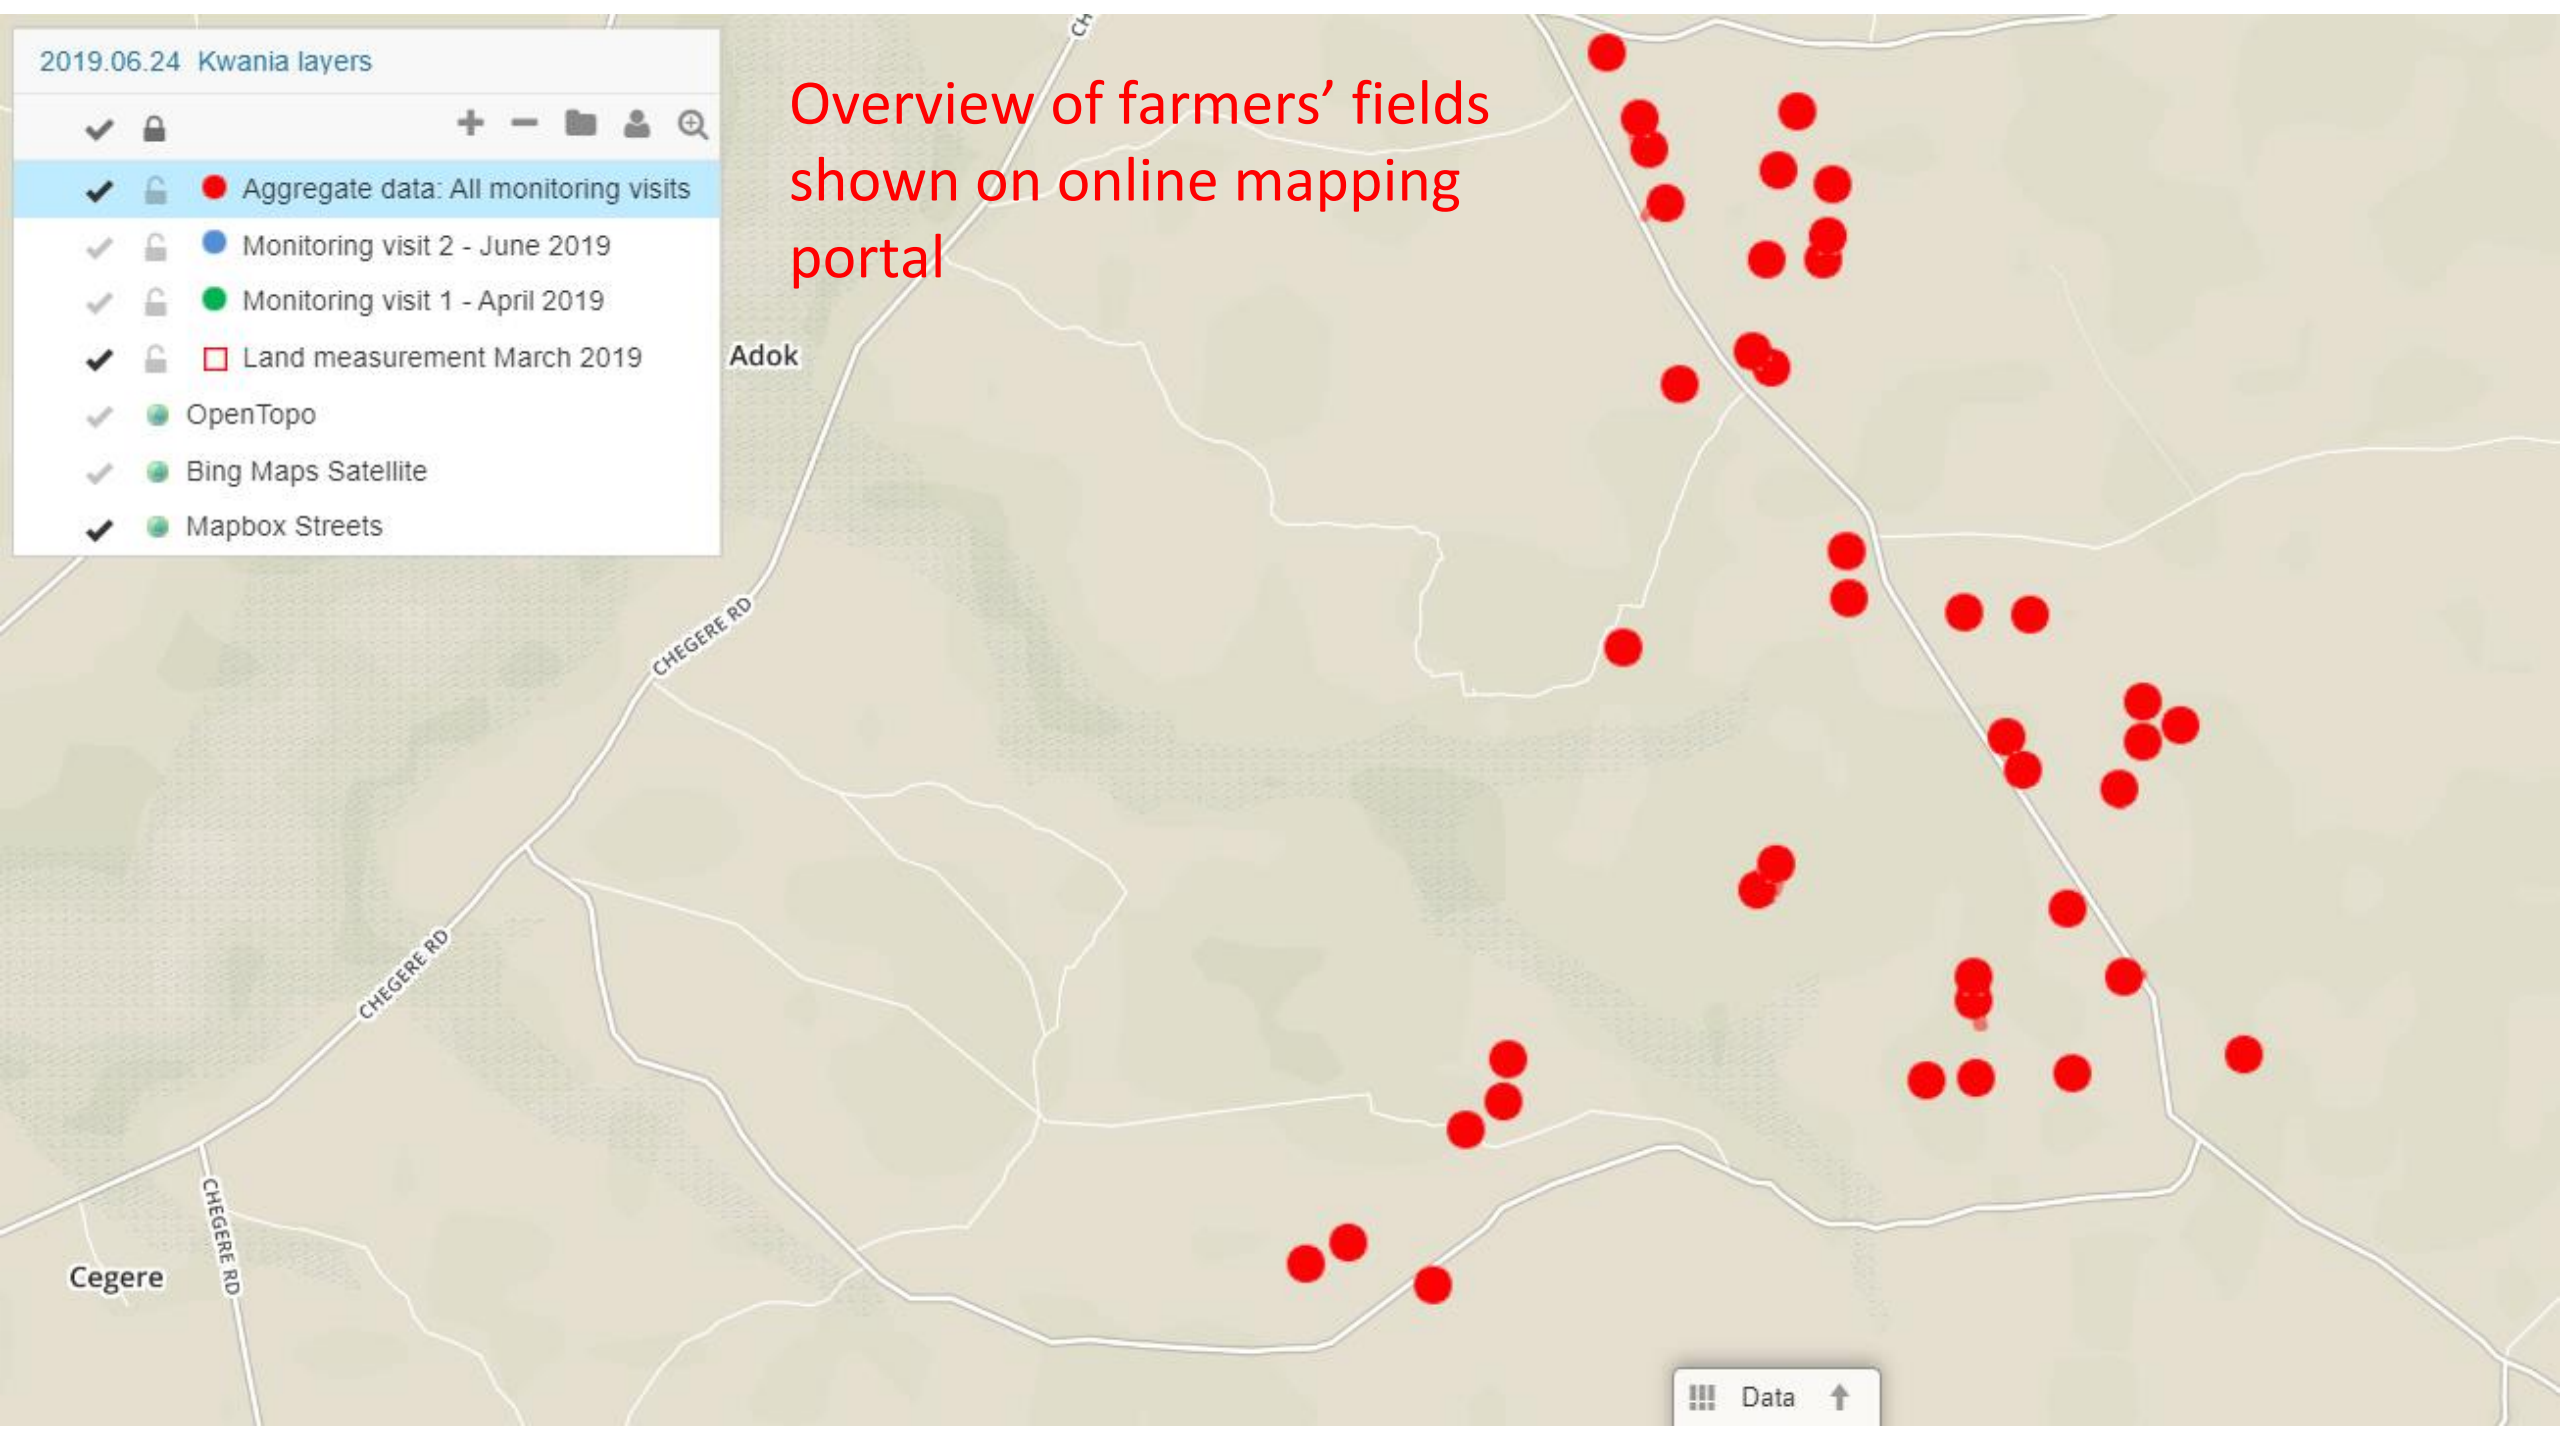 2019.06.24 Kwania layers
Aggregate data: All monitoring visits
Monitoring visit 2 - June 2019
Monitoring visit 1 - April 2019
Land measurement March 2019
OpenTopo
Bing Maps Satellite
Mapbox Streets
Overview of farmers’ fields
shown on online mapping
portal
CH
Adok
CHEGERE RD
CHEGERE RD
CHEGERE RD
Cegere
Data